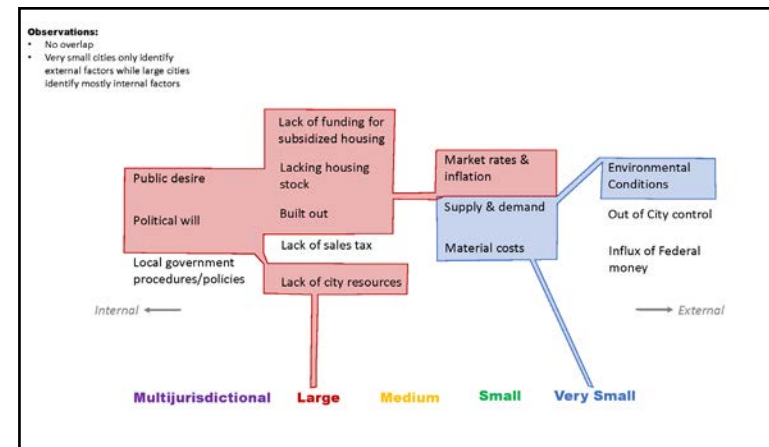 Observations:
• No overlap
• Very small cities only identify
external factors while large cities
identify mostly internal factors
Public desire
Political will
Local government
procedures/policies
Lack of funding for
subsidized housing
Lacking housing
stock
Built out
Lack of sales tax
Lack of city resources
Market rates &
inflation
Supply & demand
Material costs
Environmental
Conditions
Out of City control
Influx of Federal
money
Internal
External
Multijurisdictional
Large
Medium
Small
Very Small